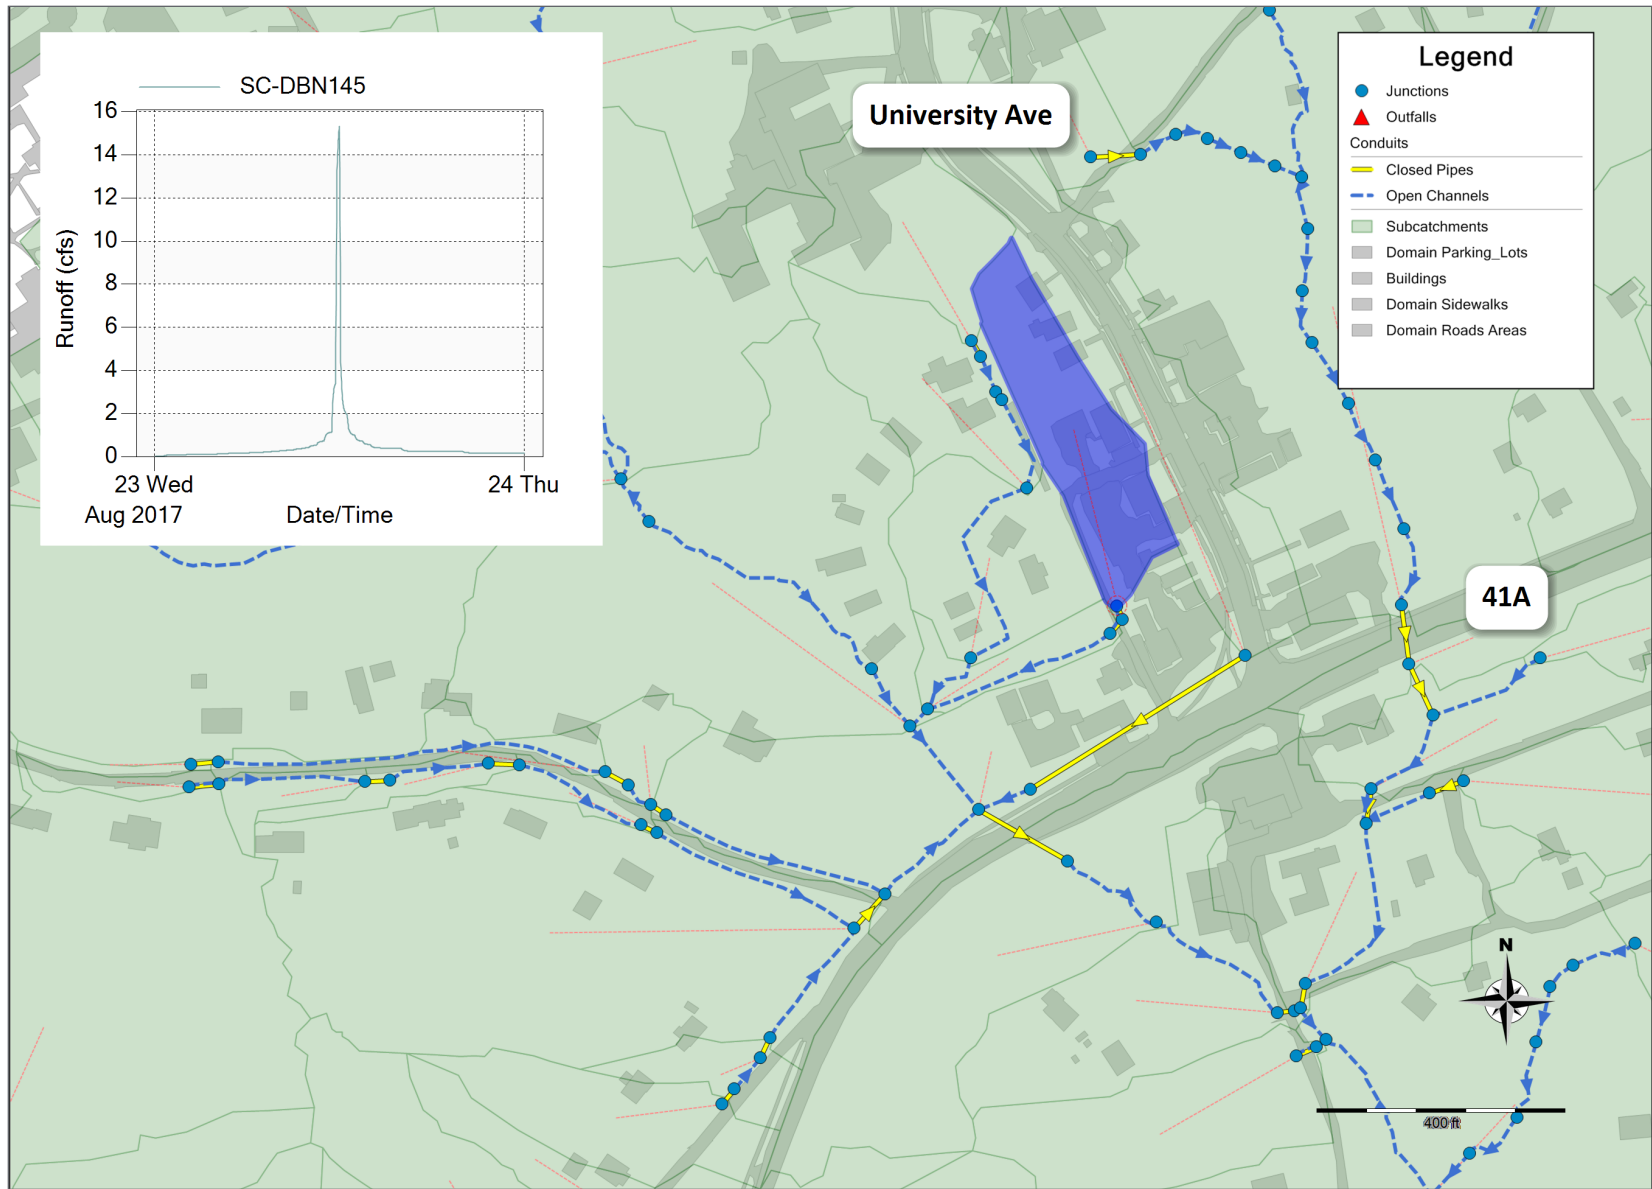 SC-DBN145
16
14
12
10
8
6
4
2
0
Runoff (cfs)
23 Wed
24 Thu
Aug 2017
Date/Time
University Ave
41A
Legend
Junctions
Outfalls
Conduits
Closed Pipes
Open Channels
Subcatchments
Domain Parking_Lots
Buildings
Domain Sidewalks
Domain Roads Areas
N
400 ft